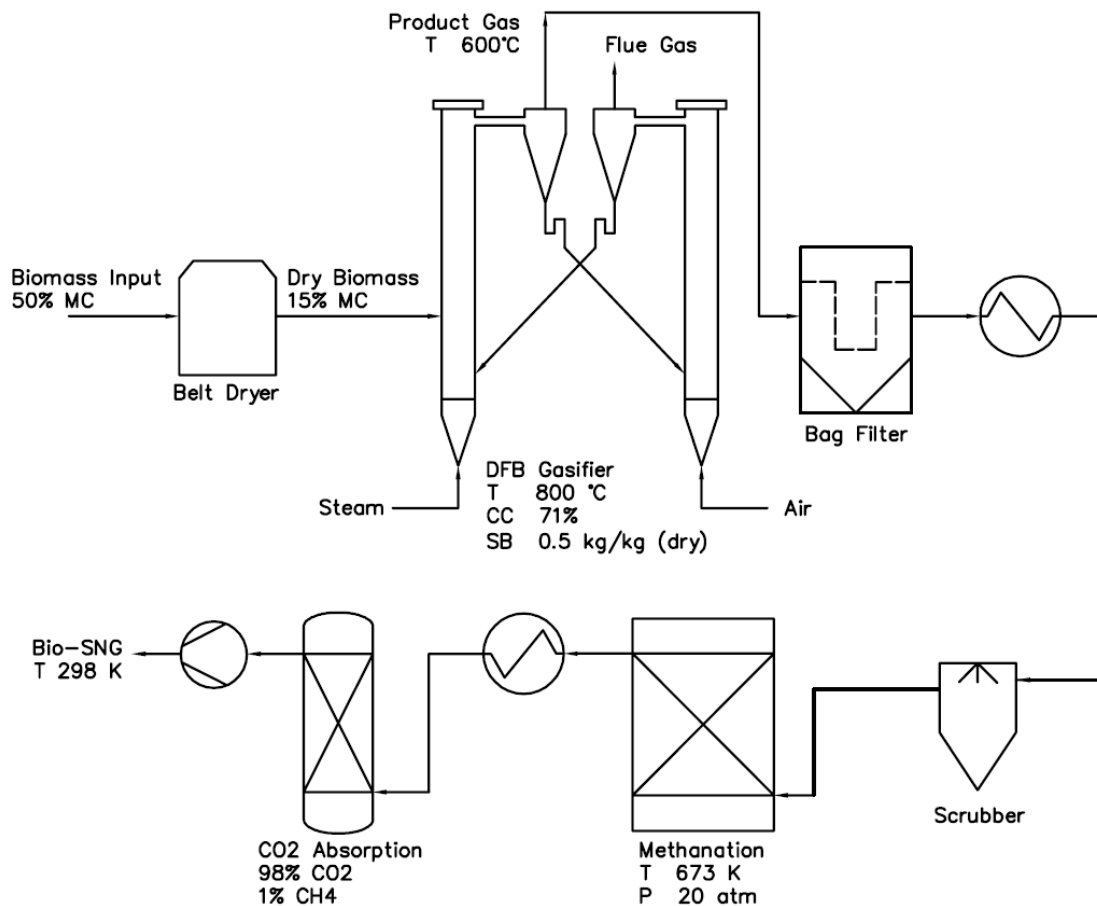 Product Gas
T 600°C
Flue Gas
Biomass Input
50% MC
Dry Biomass
15% MC
Belt Dryer
Bag Filter
Steam
DFB Gasifier
T 800 °C
CC 71%
SB 0.5 kg/kg (dry)
Air
Bio-SNG
T 298 K
Scrubber
CO2 Absorption
98% CO2
1% CH4
Methanation
T 673 K
P 20 atm